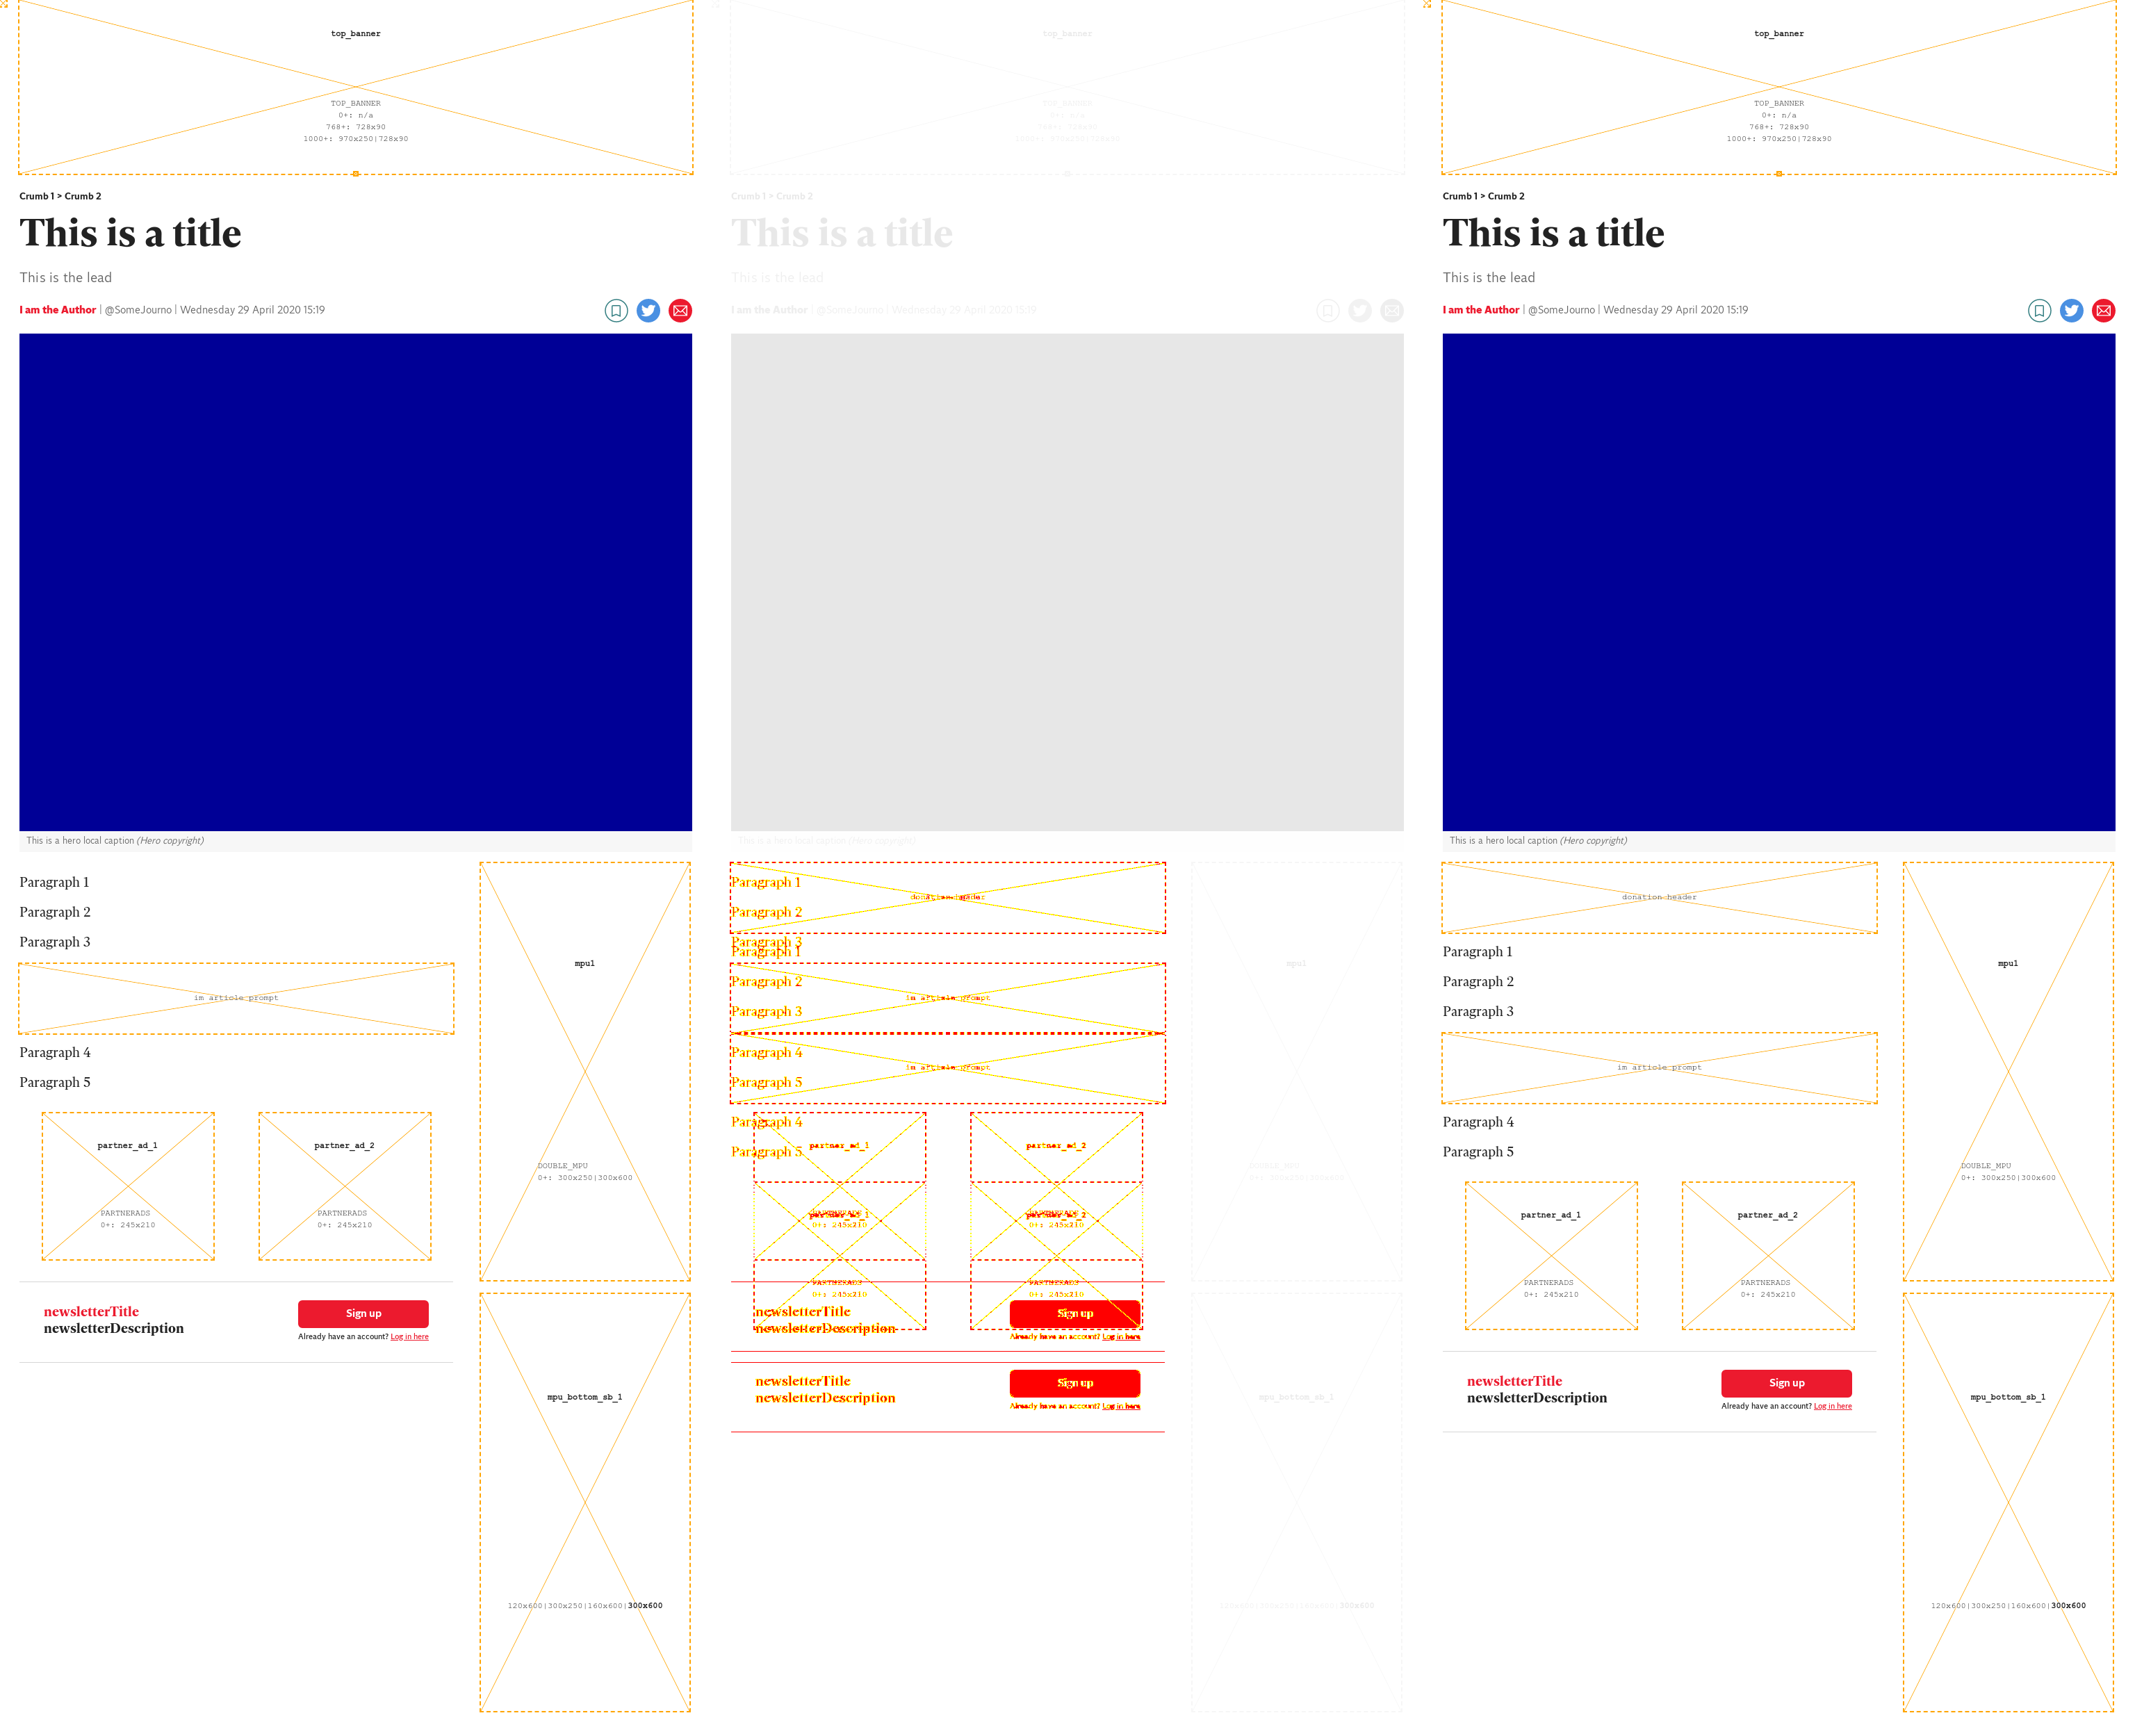 top_banner
TOP_BANNER
0+: n/a
768+: 728x90
1000+: 970x250|728x90
Crumb 1 > Crumb 2
This is a title
This is the lead
I am the Author | @SomeJourno | Wednesday 29 April 2020 15:19
This is a hero local caption (Hero copyright)
Paragraph 1
Paragraph 2
Paragraph 3
im article prompt
Paragraph 4
Paragraph 5
partner_ad_1
PARTNERADS
0+: 245x210
partner_ad_2
PARTNERADS
0+: 245x210
newsletterTitle
newsletterDescription
Sign up
Already have an account? Log in here
mpu1
DOUBLE_MPU
0+: 300x250|300x600
mpu_bottom_sb_1
120x600|300x250|160x600|300x600
top_banner
TOP_BANNER
0+: n/a
768+: 728x90
1000+: 970x250|728x90
Crumb 1 > Crumb 2
This is a title
This is the lead
I am the Author | @SomeJourno | Wednesday 29 April 2020 15:19
This is a hero local caption (Hero copyright)
Paragraph 1
donation header
Paragraph 2
Paragraph 3
Paragraph 1
Paragraph 2
im article prompt
Paragraph 3
Paragraph 4
im article prompt
Paragraph 5
Paragraph 4
Paragraph 5
partner_ad_1
partner_ad_2
partner_ad_1
0+: 245x210
partner_ad_2
0+: 245x210
PARTNERADS
0+: 245x210
PARTNERADS
0+: 245x210
newsletterTitle
newsletterDescription
Sign up
Already have an account? Log in here
newsletterTitle
newsletterDescription
Sign up
Already have an account? Log in here
mpu1
DOUBLE_MPU
0+: 300x250|300x600
mpu_bottom_sb_1
120x600|300x250|160x600|300x600
top_banner
TOP_BANNER
0+: n/a
768+: 728x90
1000+: 970x250|728x90
Crumb 1 > Crumb 2
This is a title
This is the lead
I am the Author | @SomeJourno | Wednesday 29 April 2020 15:19
This is a hero local caption (Hero copyright)
donation header
Paragraph 1
Paragraph 2
Paragraph 3
im article prompt
Paragraph 4
Paragraph 5
partner_ad_1
PARTNERADS
0+: 245x210
partner_ad_2
PARTNERADS
0+: 245x210
newsletterTitle
newsletterDescription
Sign up
Already have an account? Log in here
mpu1
DOUBLE_MPU
0+: 300x250|300x600
mpu_bottom_sb_1
120x600|300x250|160x600|300x600